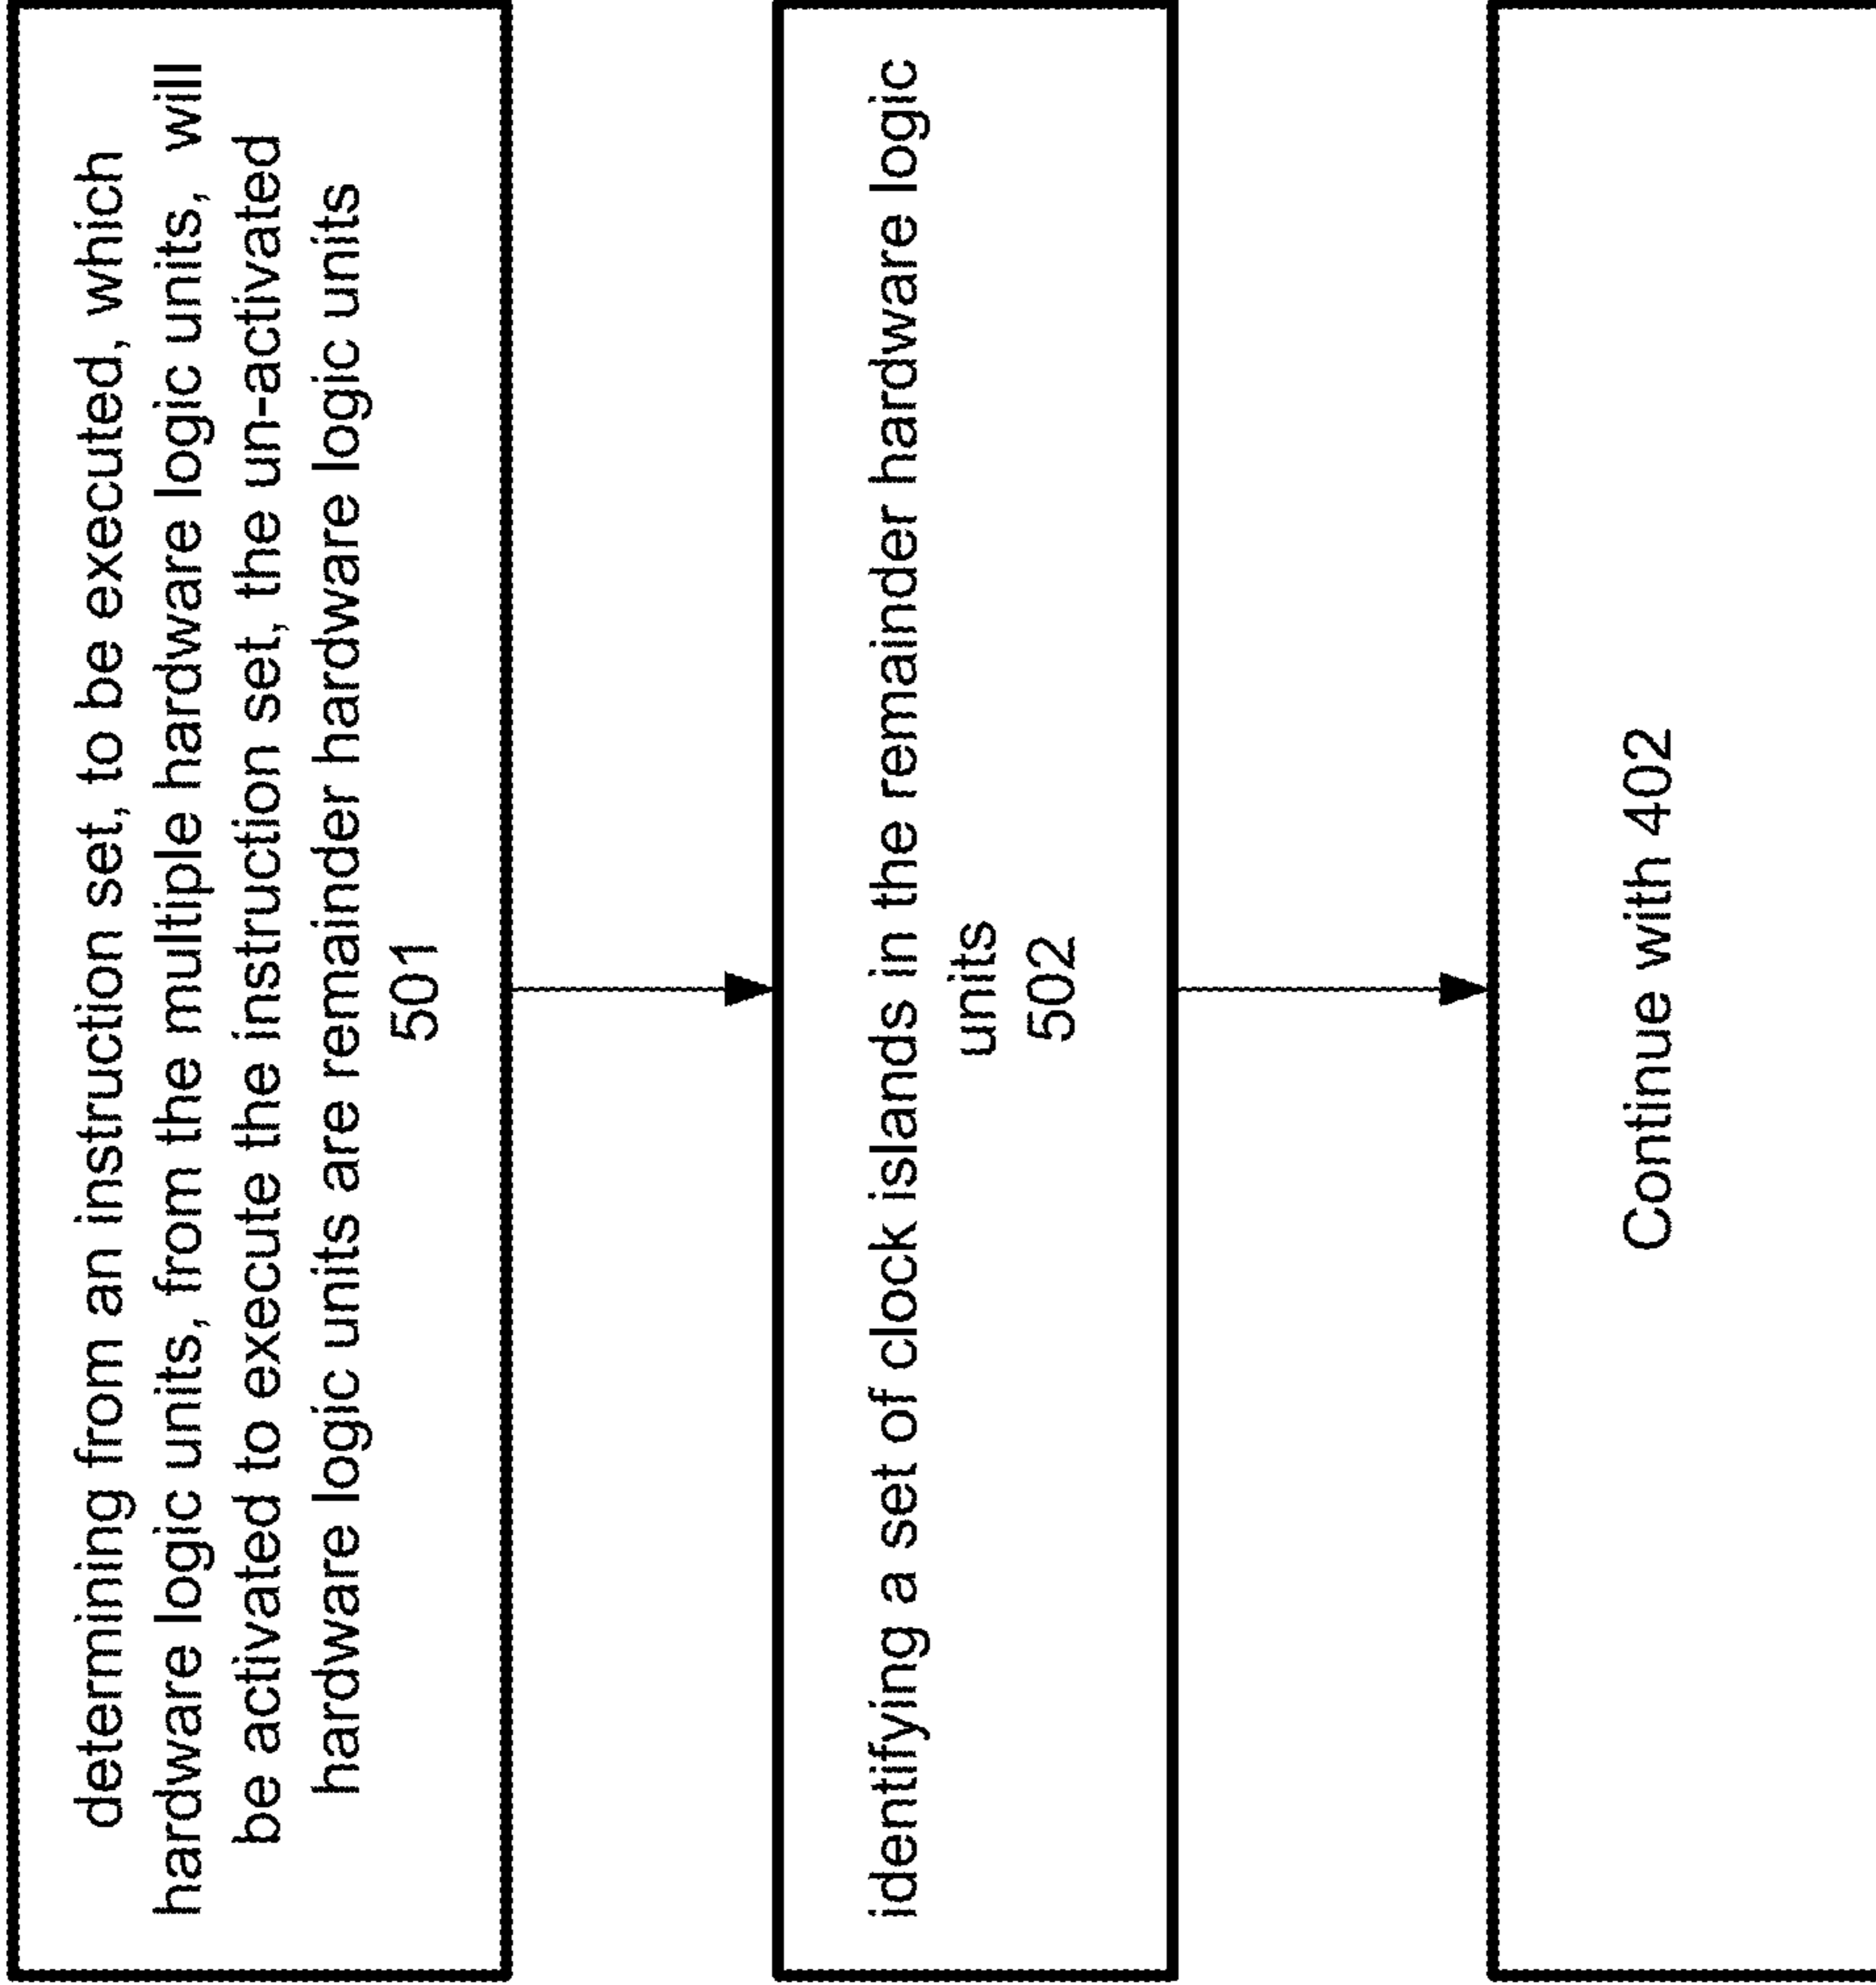 determining from an instruction set, to be executed, which
hardware logic units, from the multiple hardware logic units, will
be activated to execute the instruction set, the un-activated
hardware logic units are remainder hardware logic units
501
identifying a set of clock islands in the remainder hardware logic
units
502
Continue with 402